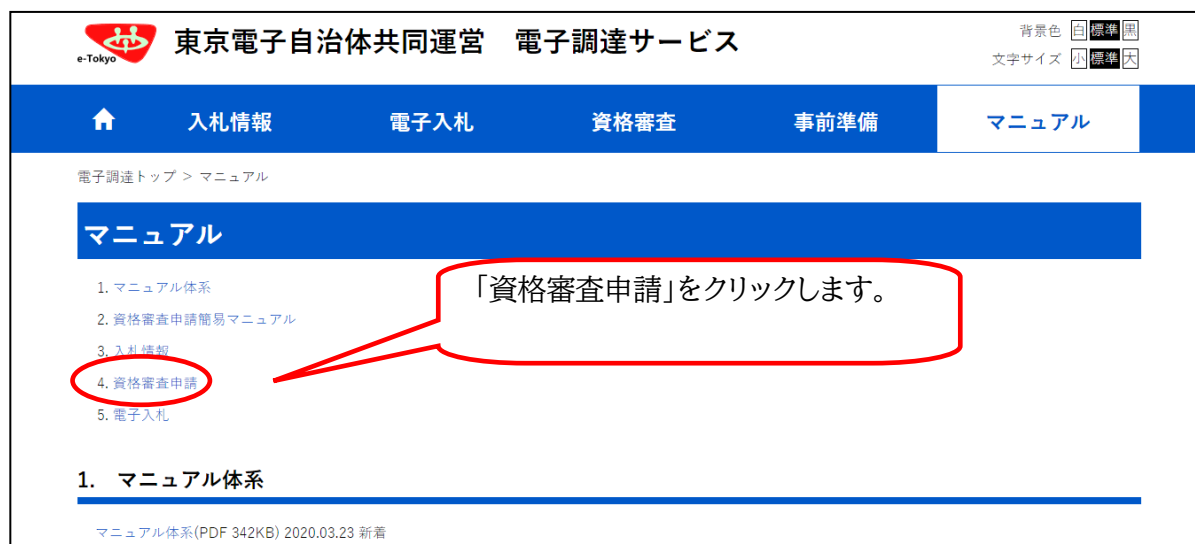 e-Tokyo
東京電子自治体共同運営 電子調達サービス
背景色 白 標準 黒
文字サイズ 小 標準 大
入札情報 電子入札 資格審査 事前準備 マニュアル
電子調達トップ > マニュアル
マニュアル
1. マニュアル体系
2. 資格審査申請簡易マニュアル
3. 入札情報
4. 資格審査申請
5. 電子入札
「資格審査申請」をクリックします。
1. マニュアル体系
マニュアル体系(PDF 342KB) 2020.03.23 新着